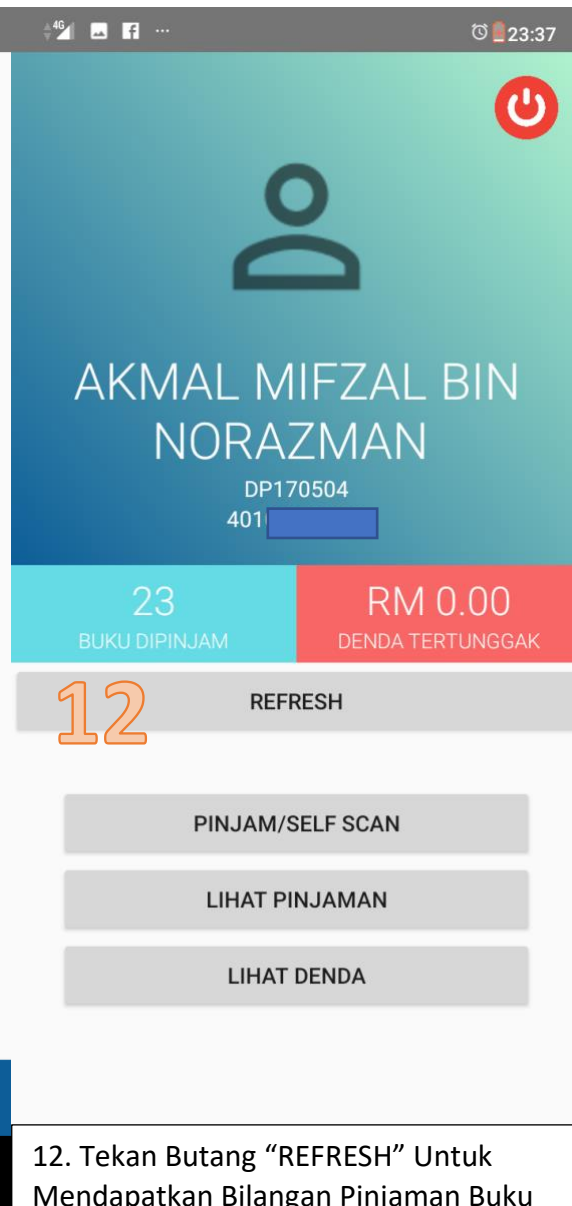 4G
23:37
AKMAL MIFZAL BIN
NORAZMAN
DP170504
401
23
BUKU DIPINJAM
RM 0.00
DENDA TERTUNGGAK
12
REFRESH
PINJAM/SELF SCAN
LIHAT PINJAMAN
LIHAT DENDA
12. Tekan Butang “REFRESH” Untuk
Mendapatkan Bilangan Pinjaman Buku